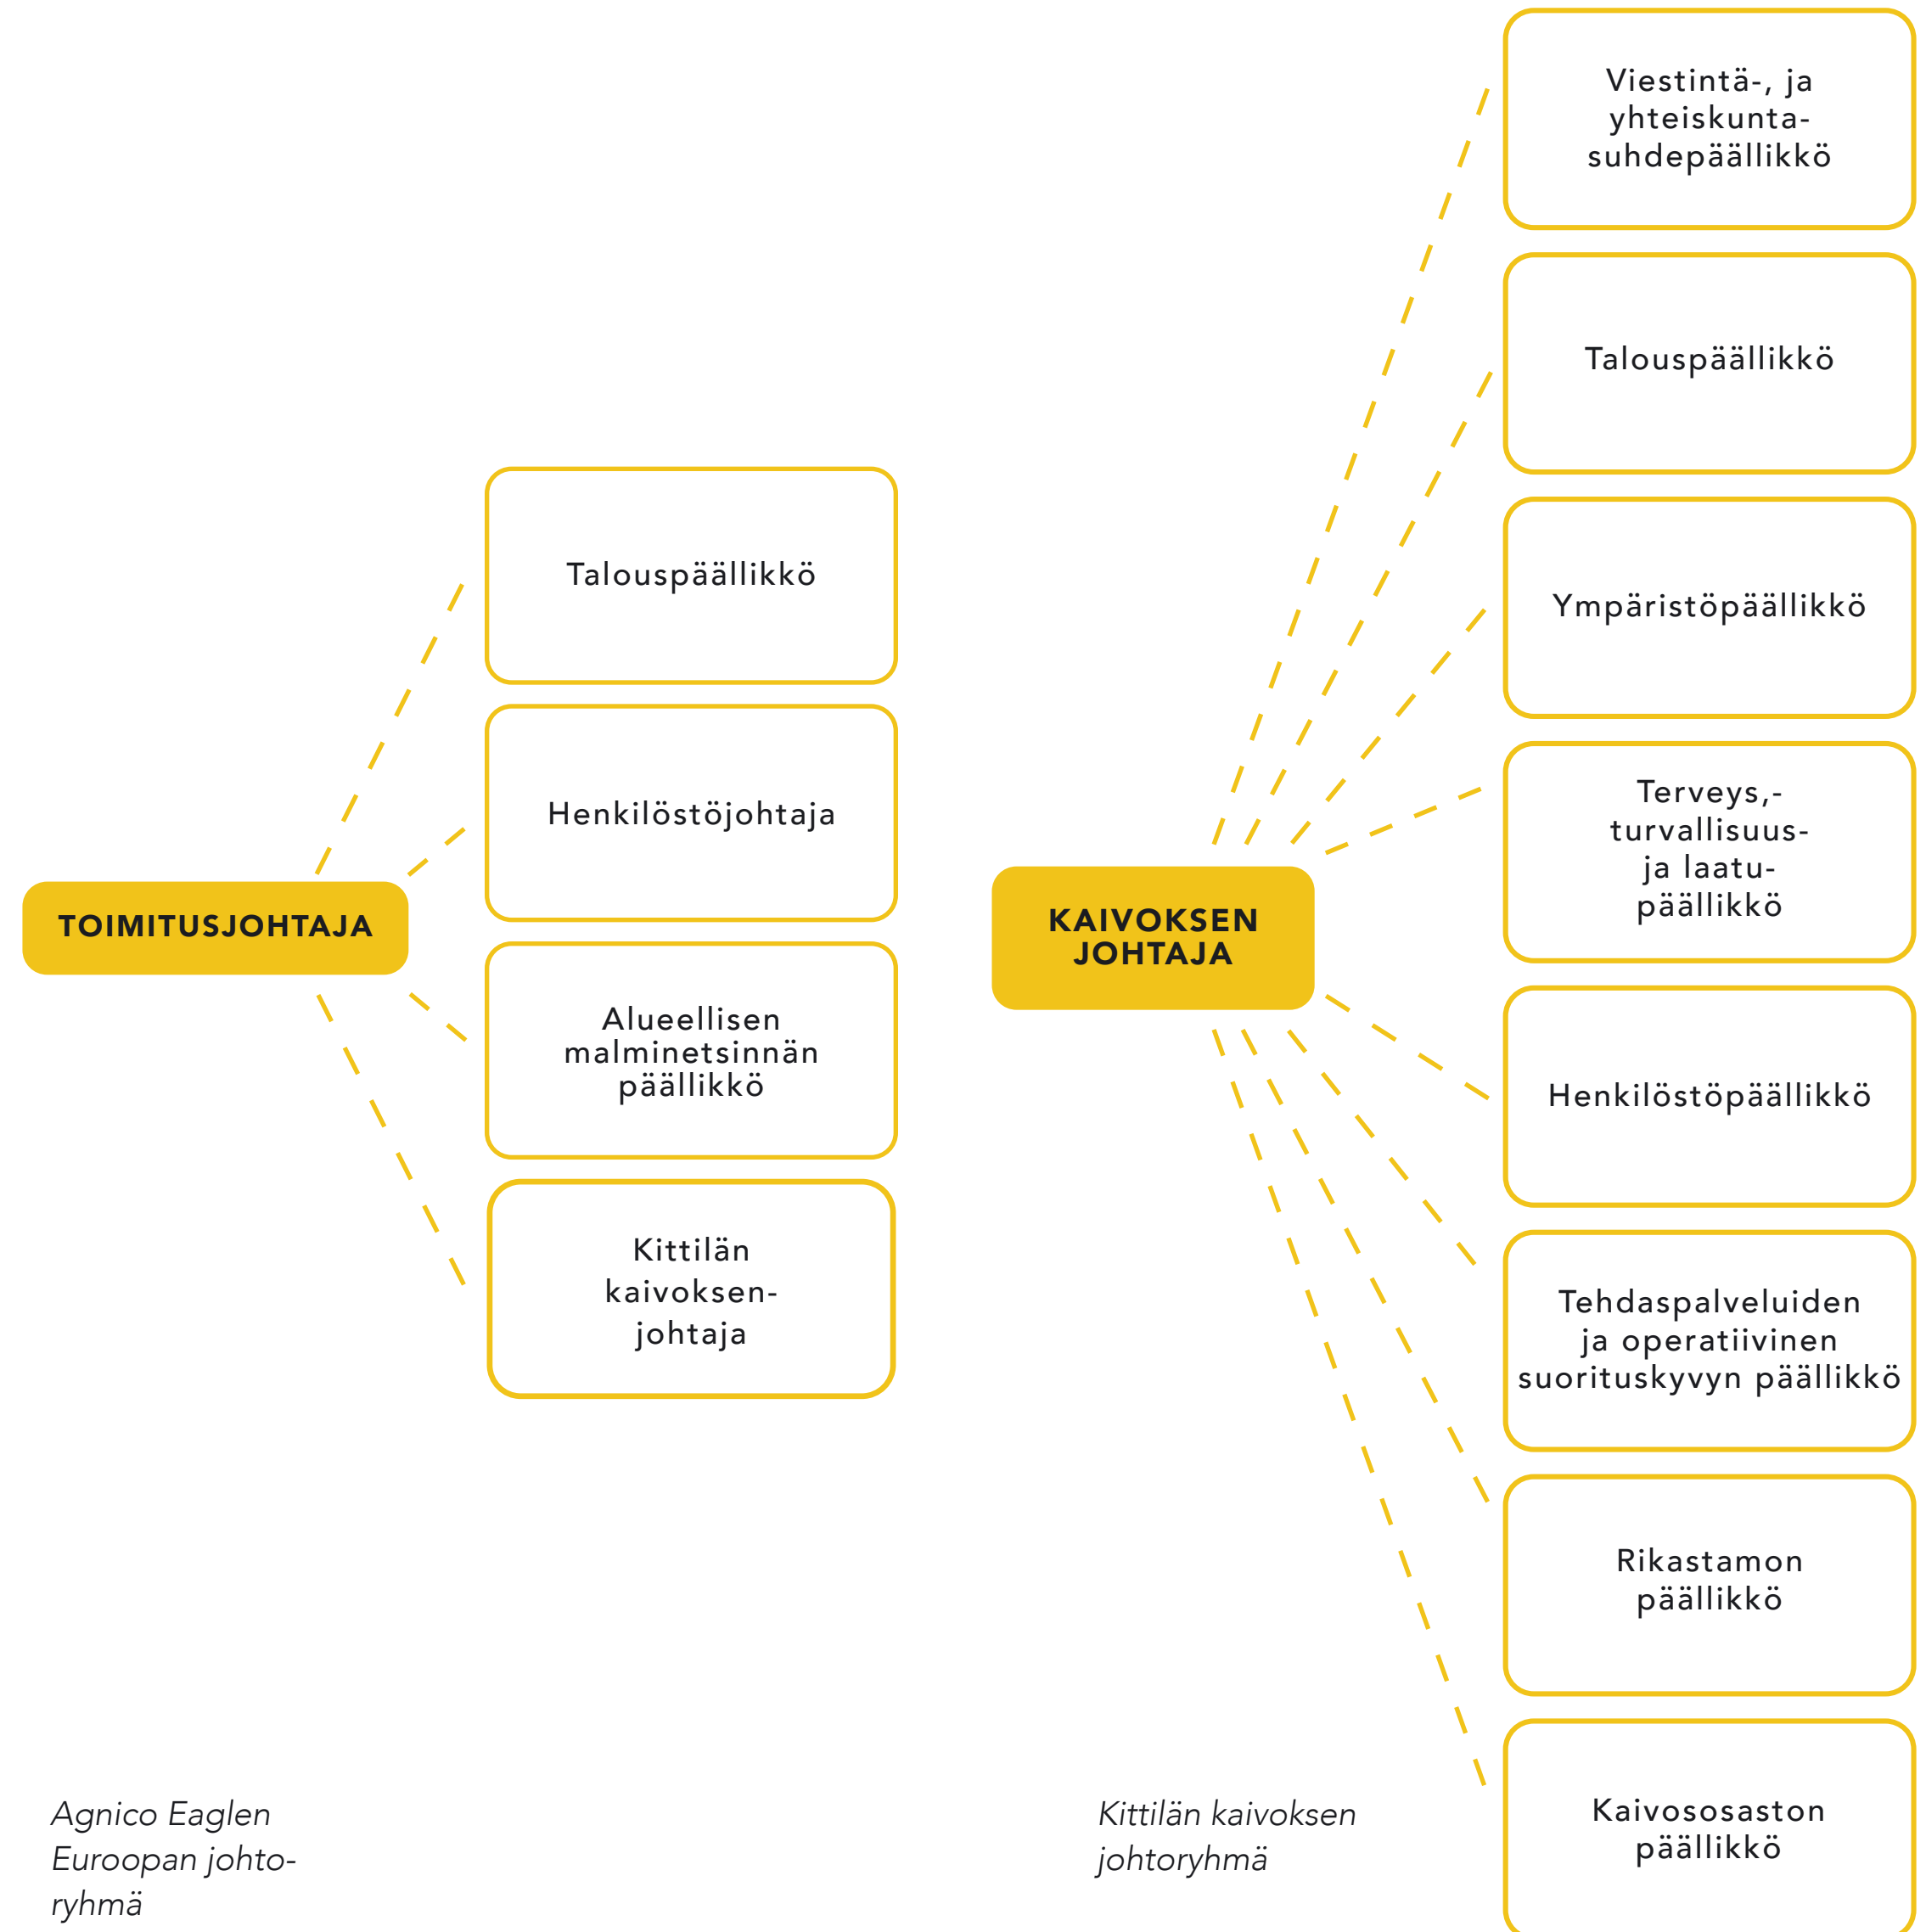 TOIMITUSJOHTAJA
Talouspäällikkö
Henkilöstöjohtaja
Alueellisen
malminetsinnän
päällikkö
Kittilän
kaivoksen-
johtaja
Agnico Eaglen
Euroopan johto-
ryhmä
KAIVOKSEN
JOHTAJA
Viestintä-, ja
yhteiskunta-
suhdepäällikkö
Talouspäällikkö
Ympäristöpäällikkö
Terveys,-
turvallisuus-
ja laatu-
päällikkö
Henkilöstöpäällikkö
Tehdaspalveluiden
ja operatiivinen
suorituskyvyn päällikkö
Rikastamon
päällikkö
Kaivososaston
päällikkö
Kittilän kaivoksen
johtoryhmä